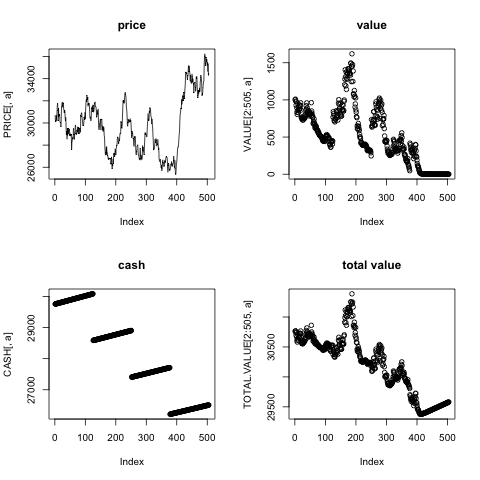 price
PRICE[, a]
34000
30000
26000
0 100 200 300 400 500
Index
value
VALUE[2:505, a]
1500
1000
500
0
0 100 200 300 400 500
Index
cash
CASH[, a]
29000
27000
0 100 200 300 400 500
Index
total value
TOTAL.VALUE[2:505, a]
30500
29500
0 100 200 300 400 500
Index